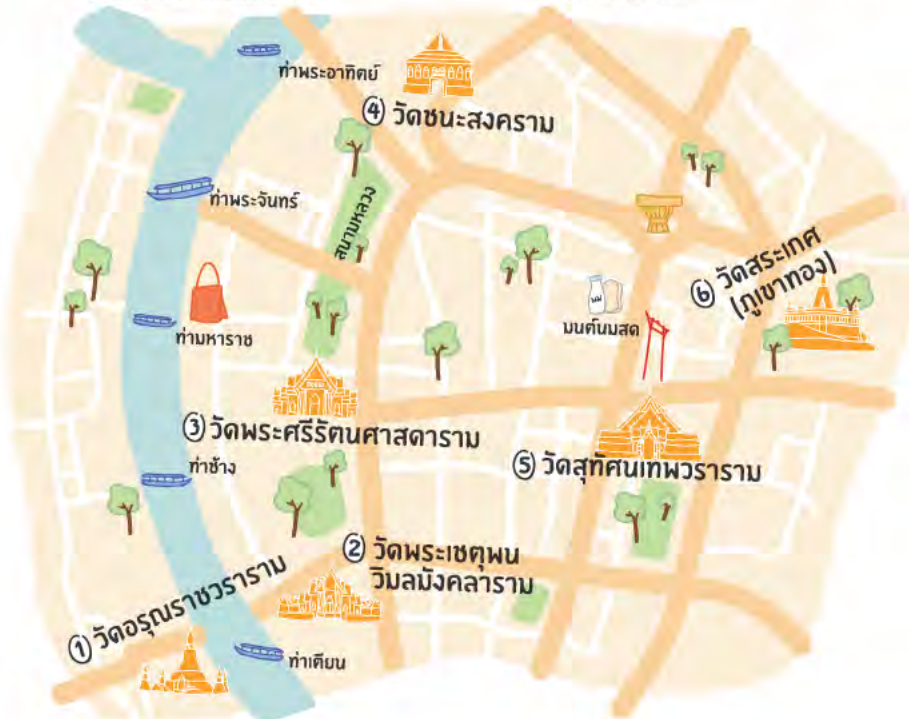 ท่าพระอาทิตย์
④ วัดชนะสงคราม
ท่าพระจันทร์
สนามหลวง
⑥ วัดสระเกศ
(ภูเขาทอง)
นม
มนต์นมสด
ท่ามหาราช
③ วัดพระศรีรัตนศาสดาราม
⑤ วัดสุทัศนเทพวราราม
ท่าช้าง
② วัดพระเชตุพน
วิมลมังคลาราม
① วัดอรุณราชวราราม
ท่าเตียน